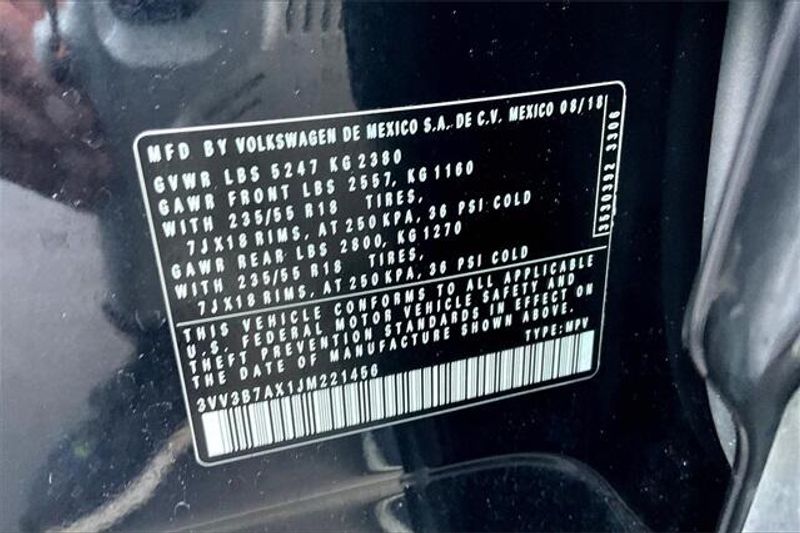 MFD BY VOLKSWAGEN DE MEXICO S.A. DE C.V. MEXICO 08/18
GVWR LBS 5247 KG 2380
GAWR FRONT LBS 2557, KG 1160
WITH 235/55 R18 TIRES,
7JX18 RIMS, AT 250 KPA, 36 PSI COLD
GAWR REAR LBS 2800, KG 1270
WITH 235/55 R18 TIRES,
7JX18 RIMS, AT 250 KPA, 36 PSI COLD
3530392 3306
THIS VEHICLE CONFORMS TO ALL APPLICABLE
U.S. FEDERAL MOTOR VEHICLE SAFETY AND
THEFT PREVENTION STANDARDS IN EFFECT ON
THE DATE OF MANUFACTURE SHOWN ABOVE.
3VV3B7AX1JM221456 TYPE: MPV